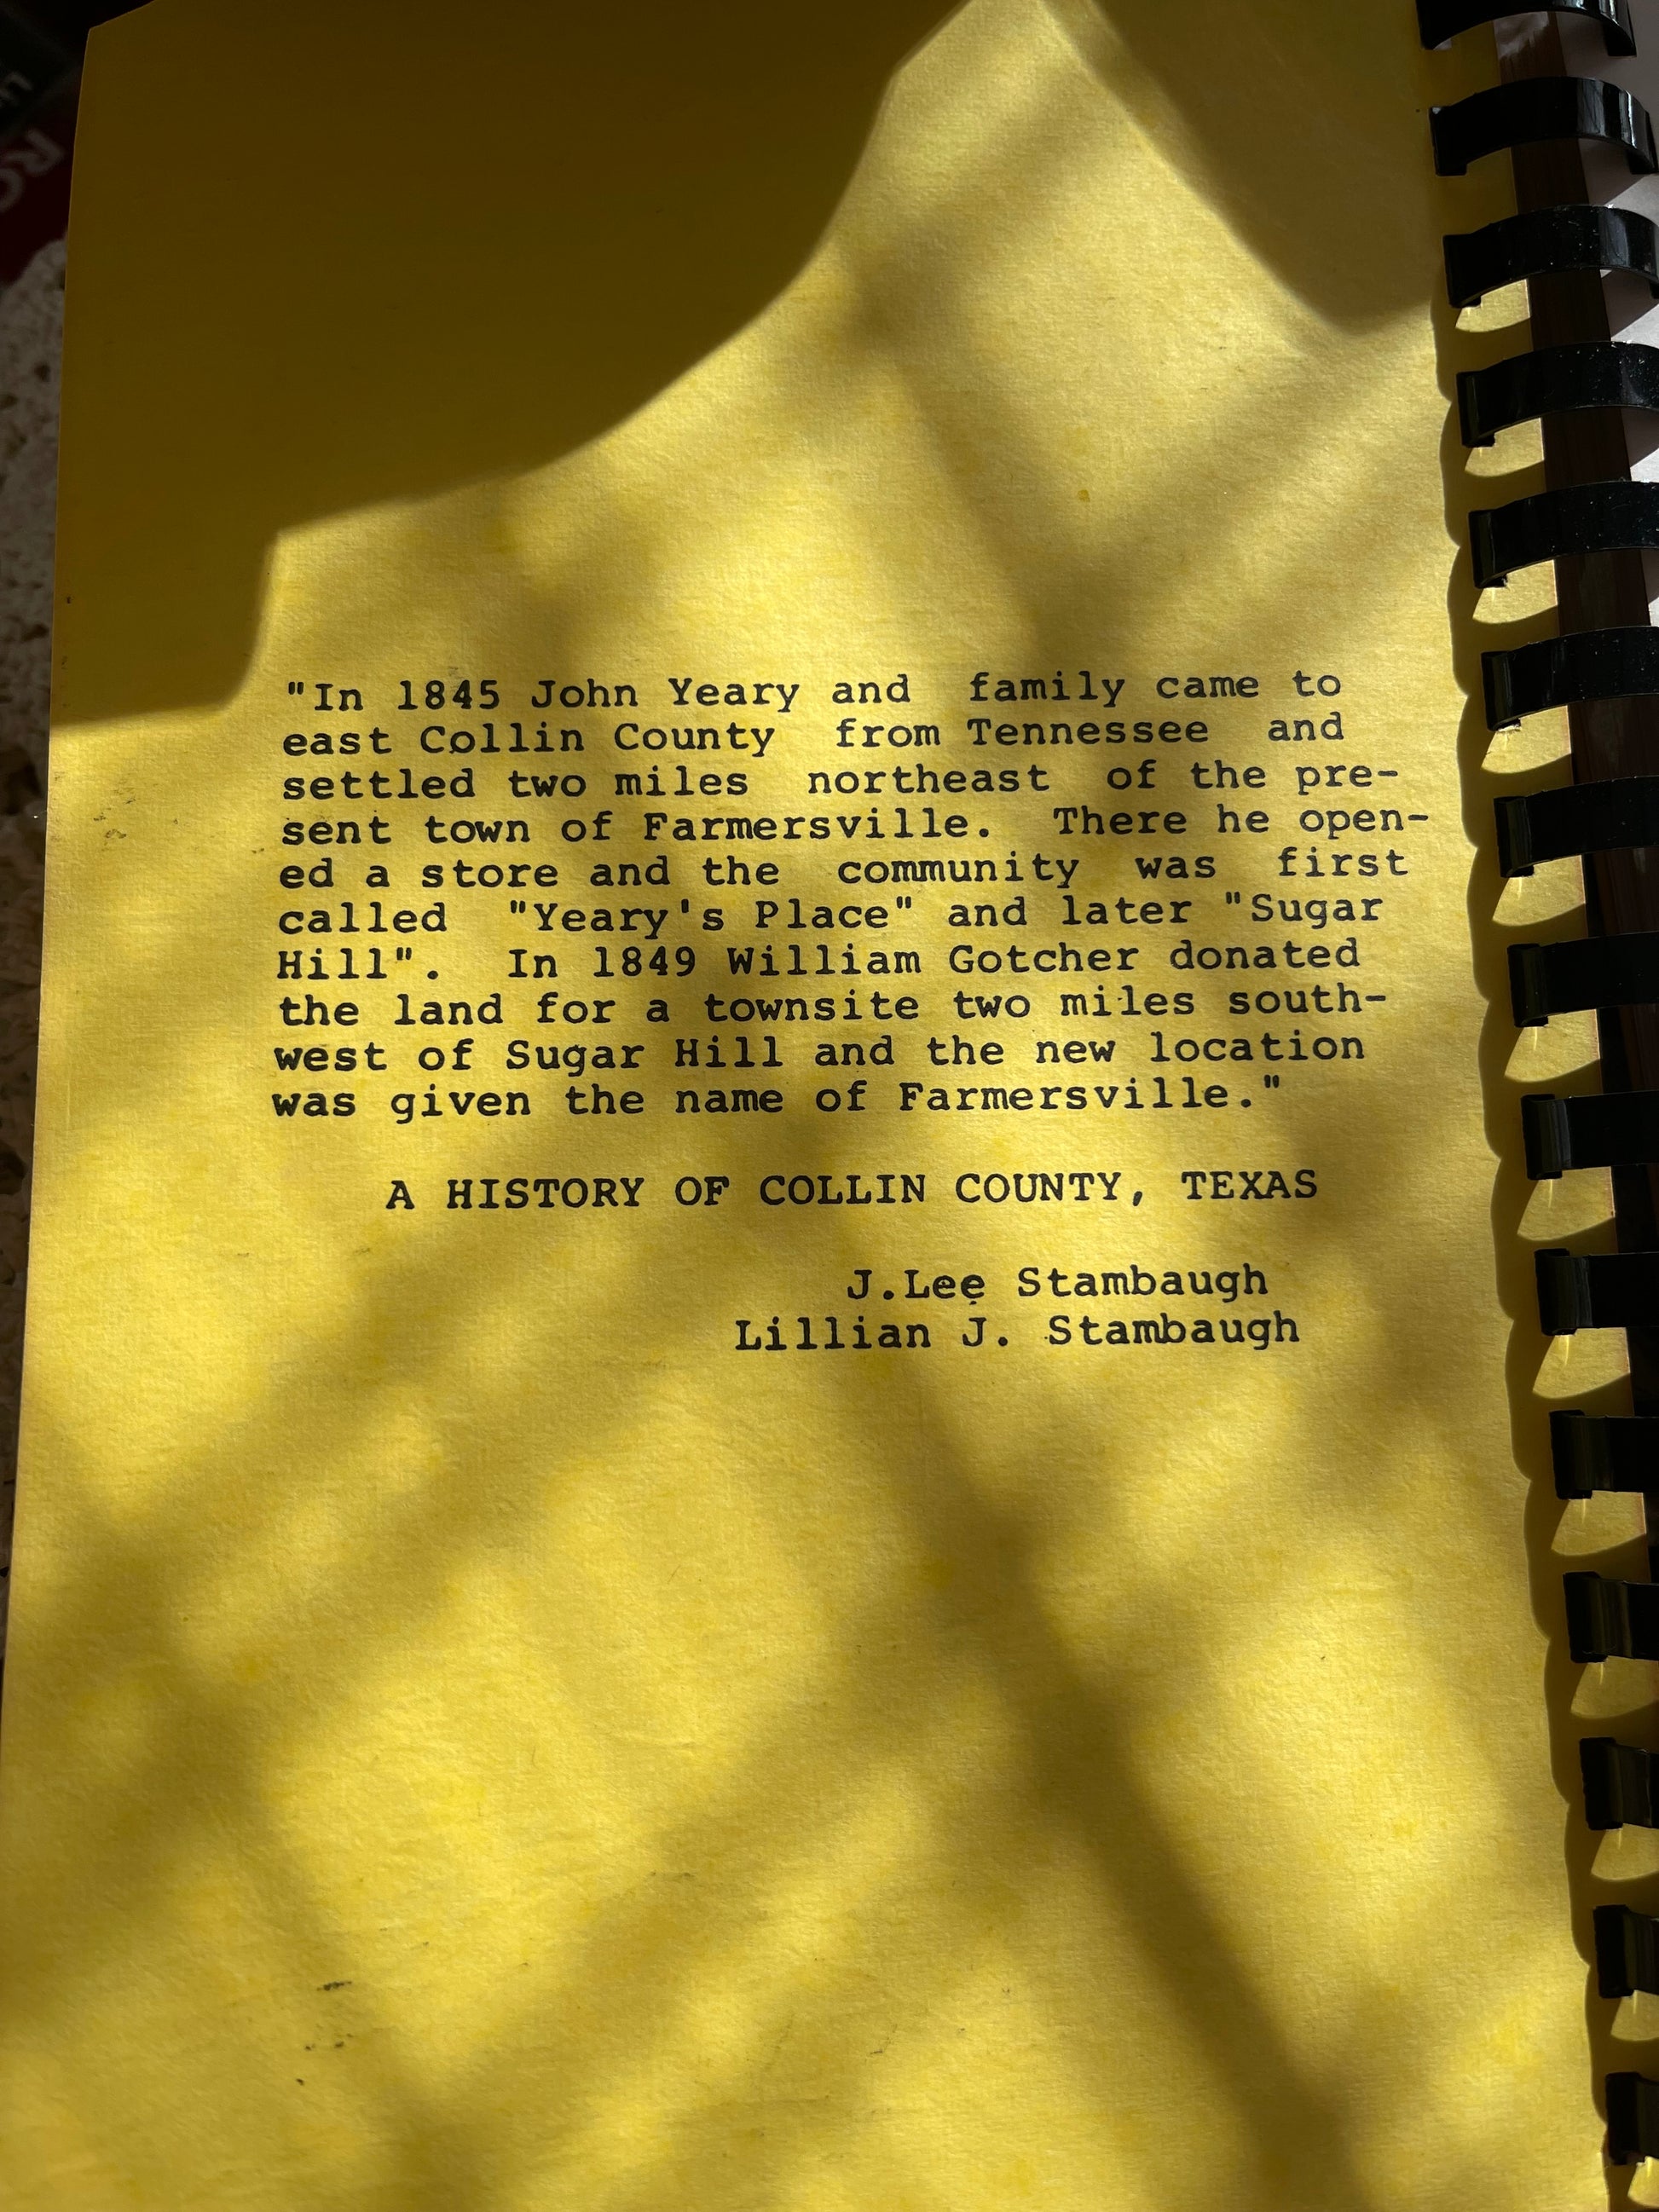 "In 1845 John Yeary and family came to
east Collin County from Tennessee and
settled two miles northeast of the pre-
sent town of Farmersville. There he open-
ed a store and the community was first
called "Yeary's Place" and later "Sugar
Hill". In 1849 William Gotcher donated
the land for a townsite two miles south-
west of Sugar Hill and the new location
was given the name of Farmersville."
A HISTORY OF COLLIN COUNTY, TEXAS
J.Lee Stambaugh
Lillian J. Stambaugh